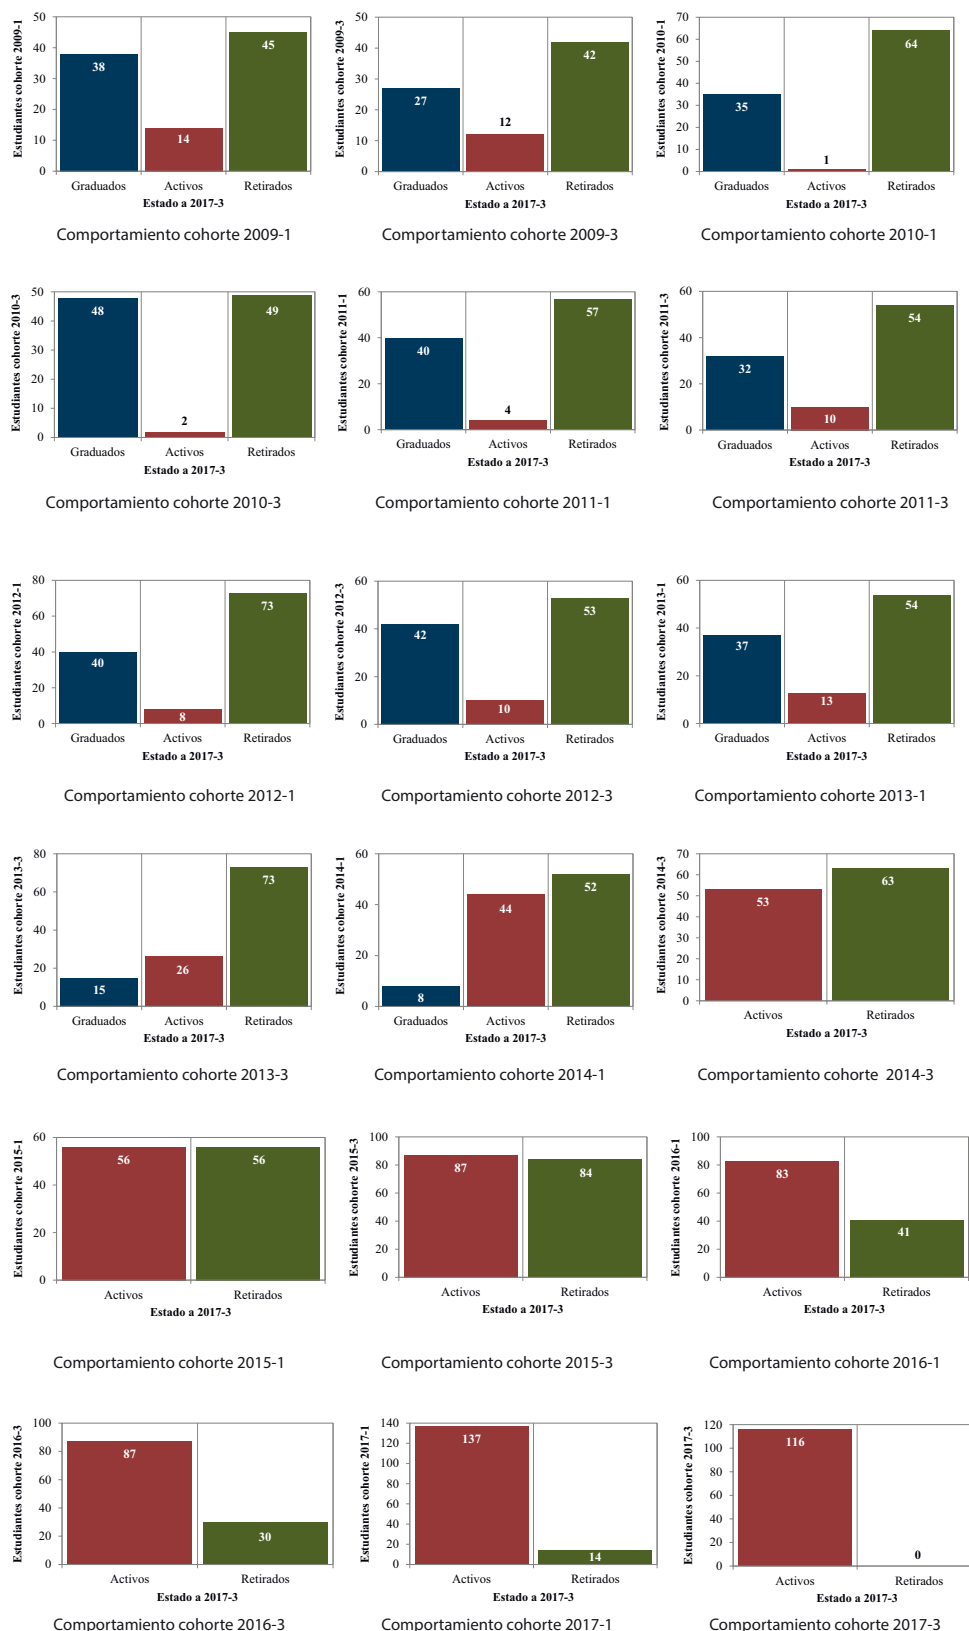 Estudiantes cohorte 2009-1
50
40
30
20
10
0
38
14
45
Graduados Activos Retirados
Estado a 2017-3
Comportamiento cohorte 2009-1
Estudiantes cohorte 2009-3
50
40
30
20
10
0
27
12
42
Graduados Activos Retirados
Estado a 2017-3
Comportamiento cohorte 2009-3
Estudiantes cohorte 2010-1
70
60
50
40
30
20
10
0
35
1
64
Graduados Activos Retirados
Estado a 2017-3
Comportamiento cohorte 2010-1
Estudiantes cohorte 2010-3
50
40
30
20
10
0
48
2
49
Graduados Activos Retirados
Estado a 2017-3
Comportamiento cohorte 2010-3
Estudiantes cohorte 2011-1
60
40
20
0
40
4
57
Graduados Activos Retirados
Estado a 2017-3
Comportamiento cohorte 2011-1
Estudiantes cohorte 2011-3
60
40
20
0
32
10
54
Graduados Activos Retirados
Estado a 2017-3
Comportamiento cohorte 2011-3
Estudiantes cohorte 2012-1
80
60
40
20
0
40
8
73
Graduados Activos Retirados
Estado a 2017-3
Comportamiento cohorte 2012-1
Estudiantes cohorte 2012-3
60
40
20
0
42
10
53
Graduados Activos Retirados
Estado a 2017-3
Comportamiento cohorte 2012-3
Estudiantes cohorte 2013-1
60
40
20
0
37
13
54
Graduados Activos Retirados
Estado a 2017-3
Comportamiento cohorte 2013-1
Estudiantes cohorte 2013-3
80
60
40
20
0
15
26
73
Graduados Activos Retirados
Estado a 2017-3
Comportamiento cohorte 2013-3
Estudiantes cohorte 2014-1
60
40
20
0
8
44
52
Graduados Activos Retirados
Estado a 2017-3
Comportamiento cohorte 2014-1
Estudiantes cohorte 2014-3
70
60
50
40
30
20
10
0
53
63
Activos Retirados
Estado a 2017-3
Comportamiento cohorte 2014-3
Estudiantes cohorte 2015-1
60
40
20
0
56
56
Activos Retirados
Estado a 2017-3
Comportamiento cohorte 2015-1
Estudiantes cohorte 2015-3
100
80
60
40
20
0
87
84
Activos Retirados
Estado a 2017-3
Comportamiento cohorte 2015-3
Estudiantes cohorte 2016-1
100
80
60
40
20
0
83
41
Activos Retirados
Estado a 2017-3
Comportamiento cohorte 2016-1
Estudiantes cohorte 2016-3
100
80
60
40
20
0
87
30
Activos Retirados
Estado a 2017-3
Comportamiento cohorte 2016-3
Estudiantes cohorte 2017-1
140
120
100
80
60
40
20
0
137
14
Activos Retirados
Estado a 2017-3
Comportamiento cohorte 2017-1
Estudiantes cohorte 2017-3
120
100
80
60
40
20
0
116
0
Activos Retirados
Estado a 2017-3
Comportamiento cohorte 2017-3